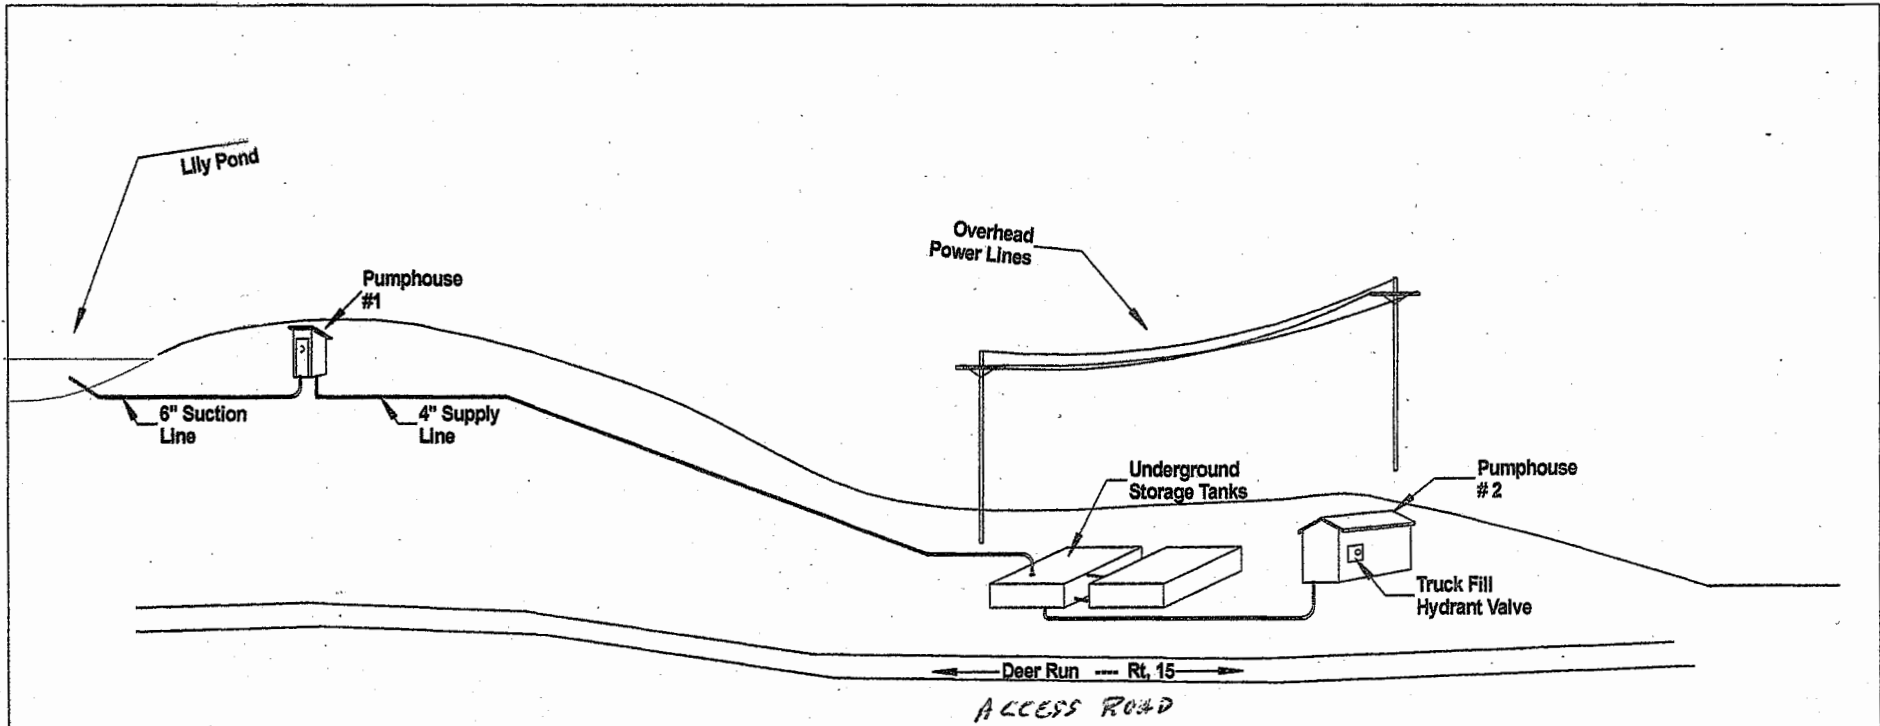 Lily Pond
Overhead
Power Lines
Pumphouse
#1
6" Suction
Line
4" Supply
Line
Underground
Storage Tanks
Pumphouse
# 2
Truck Fill
Hydrant Valve
Deer Run ---- Rt, 15
ACCESS ROAD